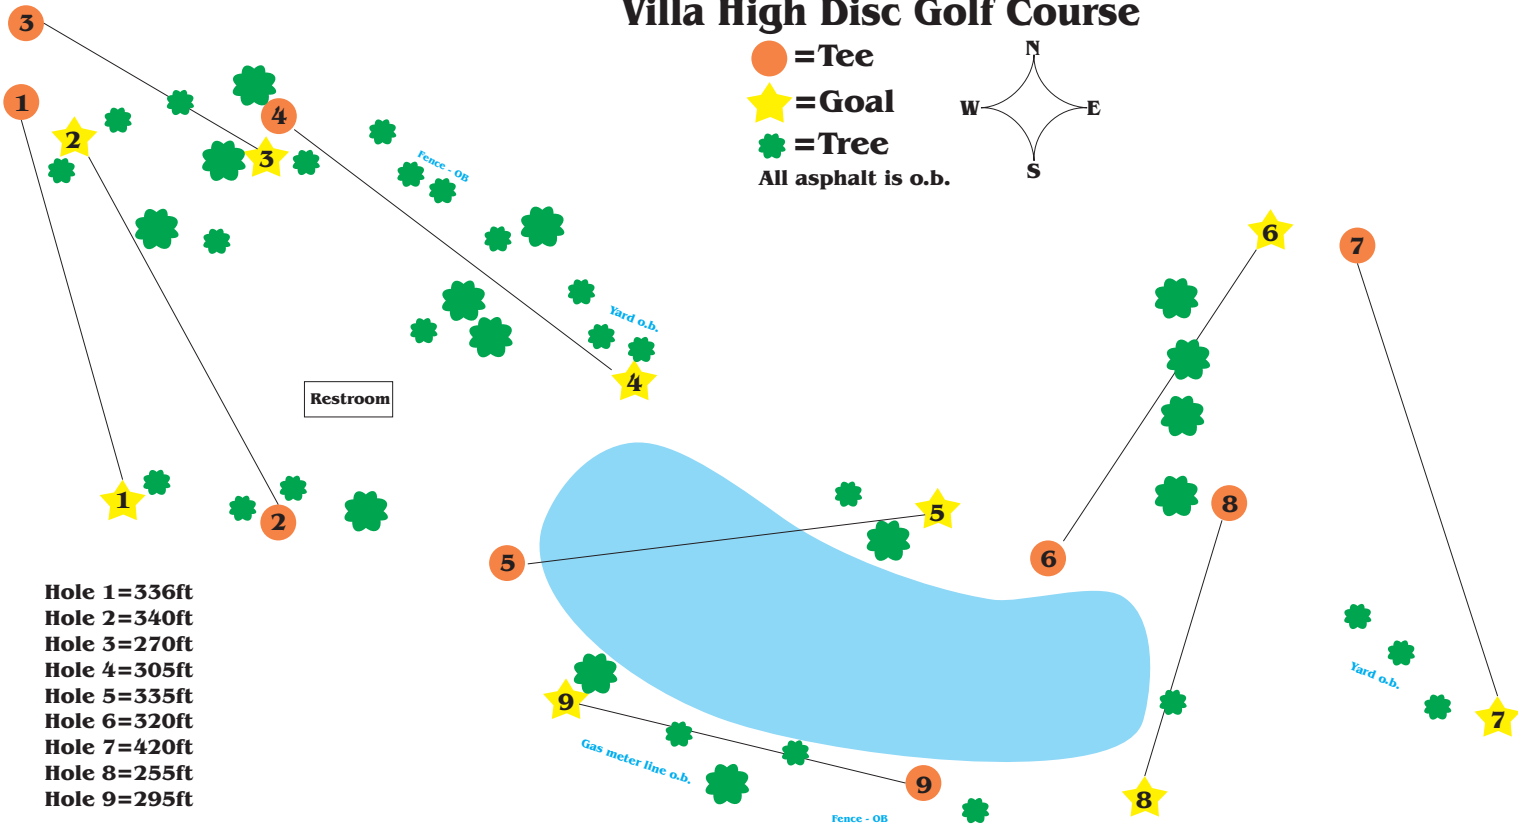 Villa High Disc Golf Course
=Tee
=Goal
=Tree
All asphalt is o.b.
N
W
E
S
3
1
2
4
3
Fence - OB
6
7
Yard o.b.
4
Restroom
1
2
5
8
5
6
Hole 1=336ft
Hole 2=340ft
Hole 3=270ft
Hole 4=305ft
Hole 5=335ft
Hole 6=320ft
Hole 7=420ft
Hole 8=255ft
Hole 9=295ft
9
Gas meter line o.b.
9
Fence - OB
8
Yard o.b.
7